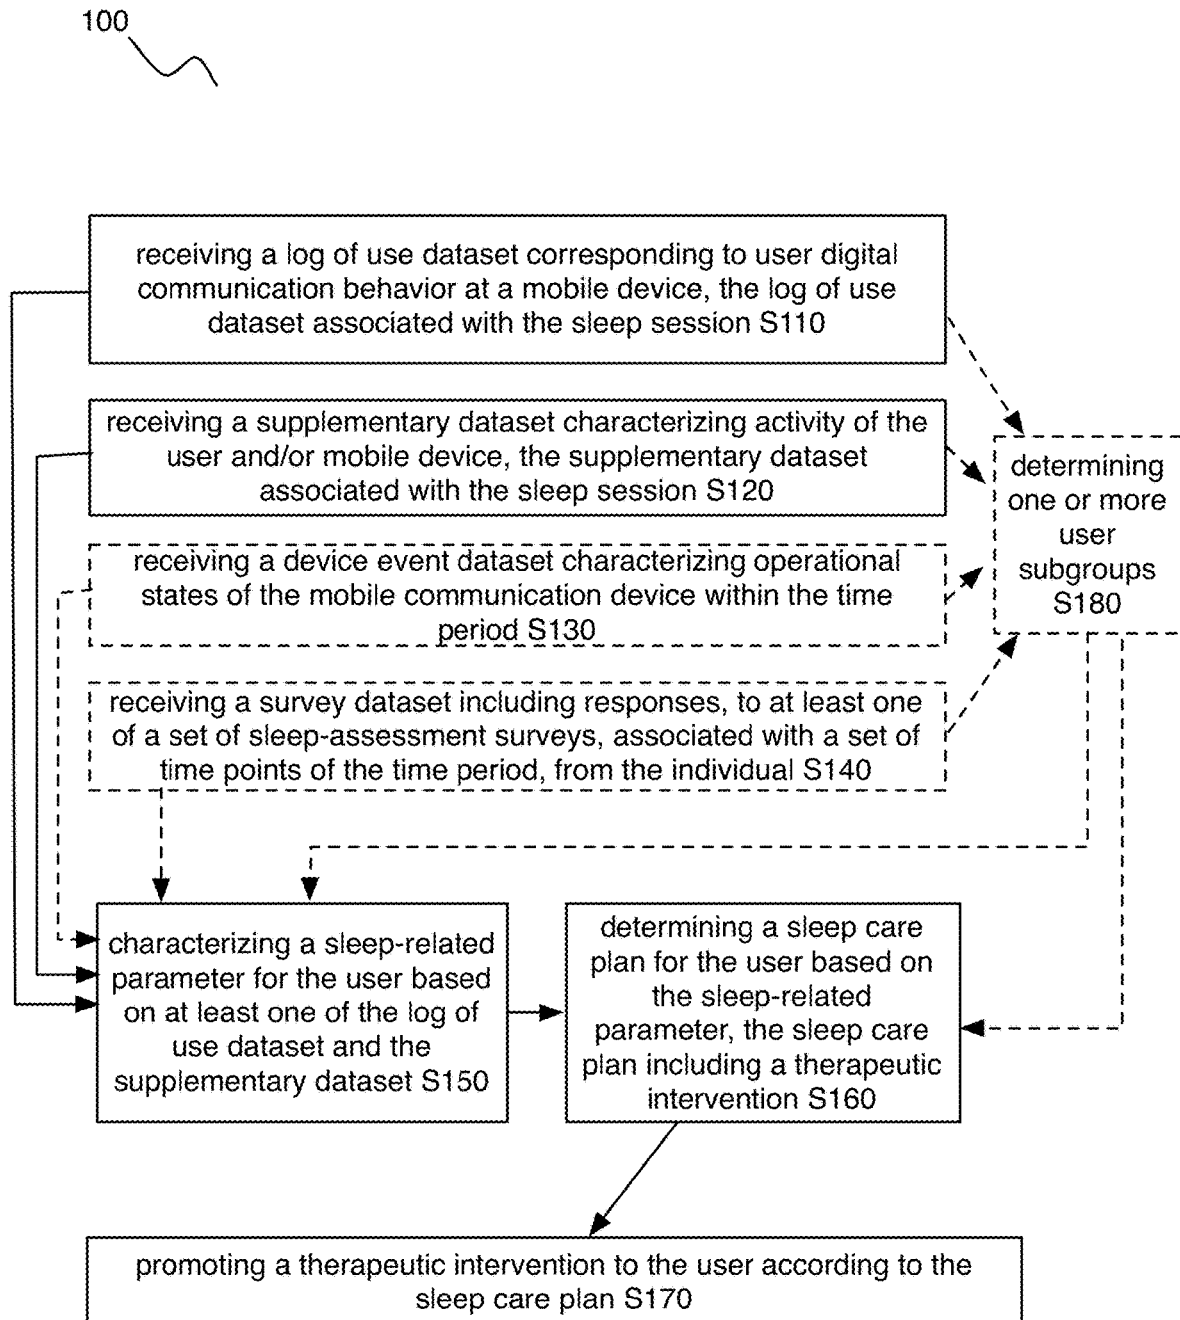 100
receiving a log of use dataset corresponding to user digital
communication behavior at a mobile device, the log of use
dataset associated with the sleep session S110
receiving a supplementary dataset characterizing activity of the
user and/or mobile device, the supplementary dataset
associated with the sleep session S120
receiving a device event dataset characterizing operational
states of the mobile communication device within the time
period S130
receiving a survey dataset including responses, to at least one
of a set of sleep-assessment surveys, associated with a set of
time points of the time period, from the individual S140
determining
one or more
user
subgroups
S180
characterizing a sleep-related
parameter for the user based
on at least one of the log of
use dataset and the
supplementary dataset S150
determining a sleep care
plan for the user based on
the sleep-related
parameter, the sleep care
plan including a therapeutic
intervention S160
promoting a therapeutic intervention to the user according to the
sleep care plan S170